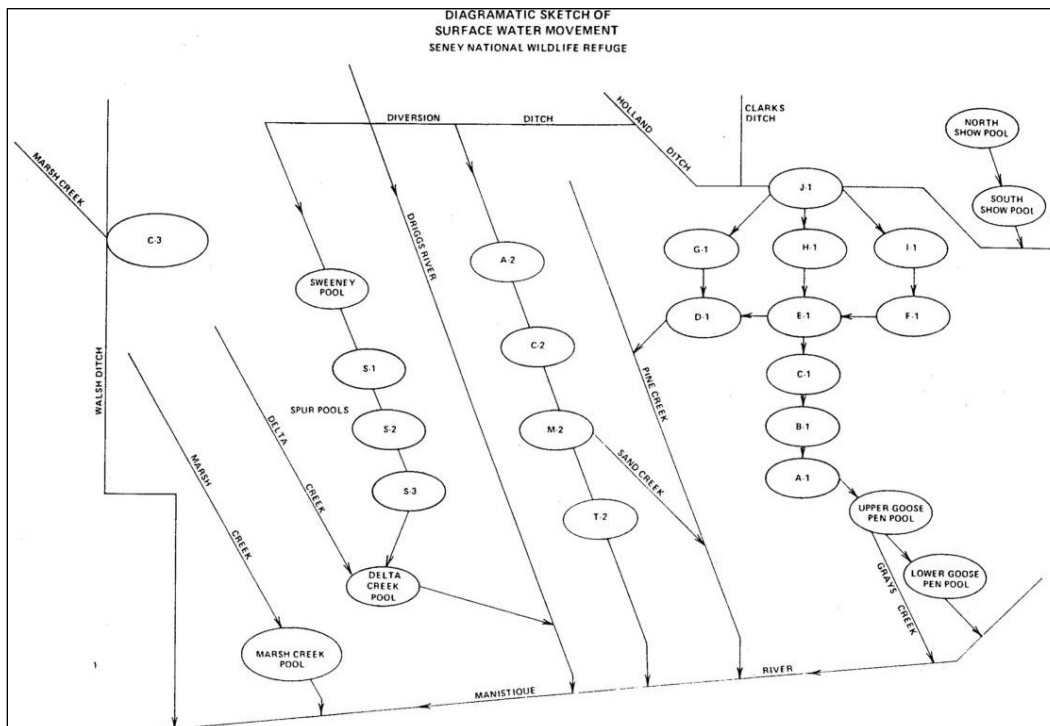 DIAGRAMATIC SKETCH OF
SURFACE WATER MOVEMENT
SENEY NATIONAL WILDLIFE REFUGE
DIVERSION DITCH
HOLLAND DITCH
CLARKS
DITCH
NORTH
SHOW POOL
SOUTH
SHOW POOL
MARSH CREEK
C-3
WALSH DITCH
SWEENEY
POOL
DRIGGS RIVER
A-2
J-1
G-1
H-1
I-1
D-1
E-1
F-1
S-1
C-2
C-1
PINE CREEK
SPUR POOLS
S-2
M-2
B-1
DELTA
CREEK
SAND CREEK
S-3
A-1
MARSH
CREEK
T-2
UPPER GOOSE
PEN POOL
DELTA
CREEK
POOL
LOWER GOOSE
PEN POOL
GRAYS CREEK
MARSH CREEK
POOL
MANISTIQUE RIVER